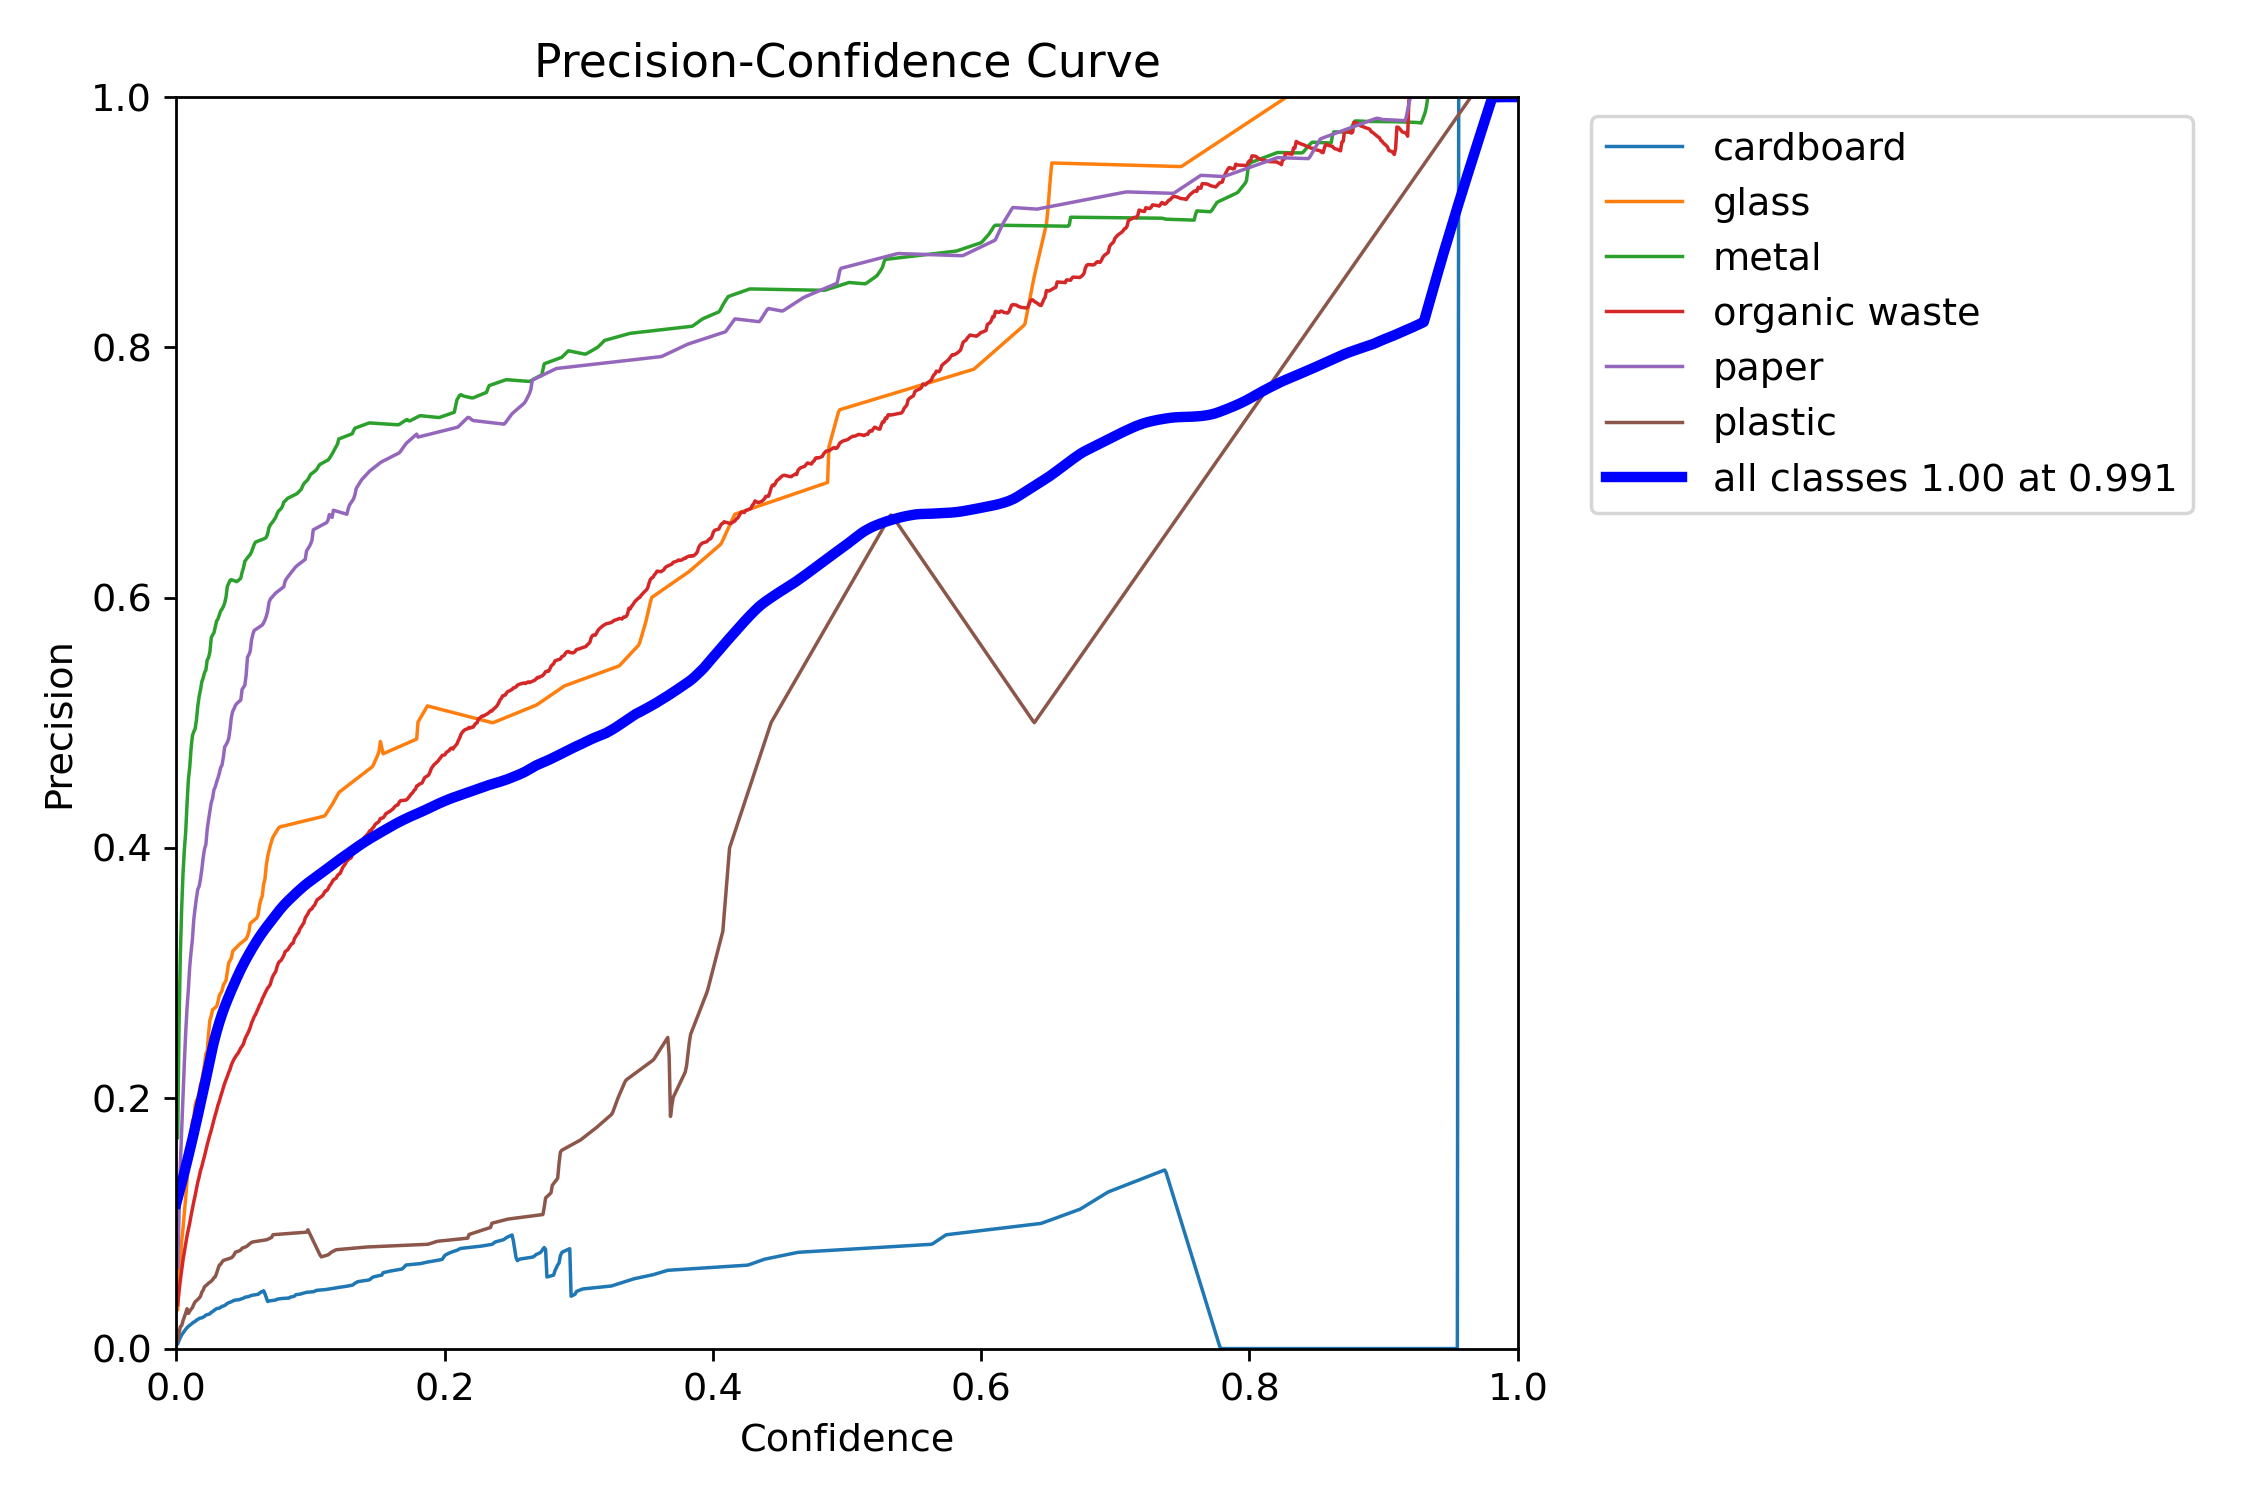 Precision-Confidence Curve
1.0
0.8
0.6
0.4
0.2
0.0
Precision
0.0 0.2 0.4 0.6 0.8 1.0
Confidence
cardboard
glass
metal
organic waste
paper
plastic
all classes 1.00 at 0.991